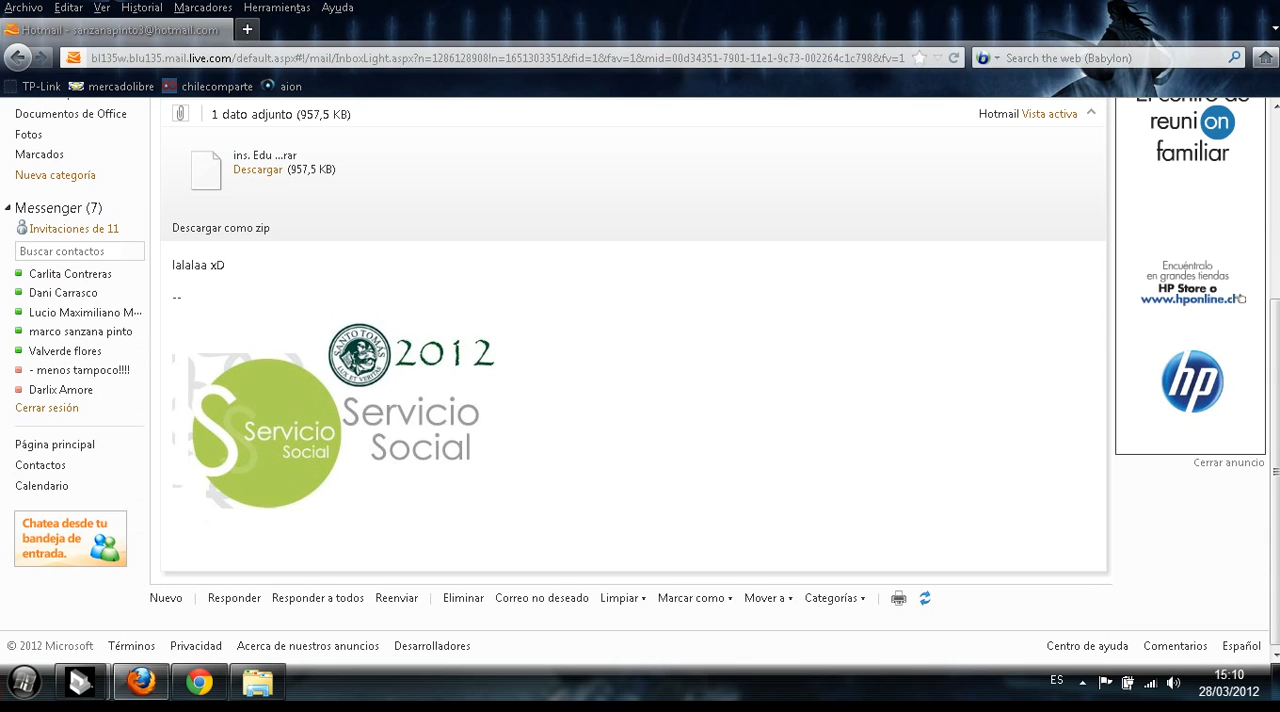 Archivo Editar Ver Historial Marcadores Herramientas Ayuda
Hotmail - sanzanapinto3@hotmail.com
bl135w.blu135.mail.live.com/default.aspx#!/mail/InboxLight.aspx?n=1286128908!n=1651303351&fid=1&fav=1&mid=00d34351-7901-11e1-9c73-002264c1c798&fv=1
Search the web (Babylon)
TP-Link mercadolibre chilecomparte aion
Documentos de Office
Fotos
Marcados
Nueva categoría
Messenger (7)
Invitaciones de 11
Buscar contactos
Carlita Contreras
Dani Carrasco
Lucio Maximiliano M...
marco sanzana pinto
Valverde flores
- menos tampoco!!!!
Darlix Amore
Cerrar sesión
Página principal
Contactos
Calendario
Chatea desde tu
bandeja de
entrada.
1 dato adjunto (957,5 KB)
Hotmail Vista activa
ins. Edu ...rar
Descargar (957,5 KB)
Descargar como zip
lalalaa xD
--
SANTO TOMAS
LUX ET VERITAS
2012
Servicio
Social
Servicio
Social
reunion
familiar
Encuéntralo
en grandes tiendas
HP Store o
www.hponline.cl
hp
Cerrar anuncio
Nuevo Responder Responder a todos Reenviar Eliminar Correo no deseado Limpiar Marcar como Mover a Categorías
© 2012 Microsoft Términos Privacidad Acerca de nuestros anuncios Desarrolladores
Centro de ayuda Comentarios Español
ES
15:10
28/03/2012